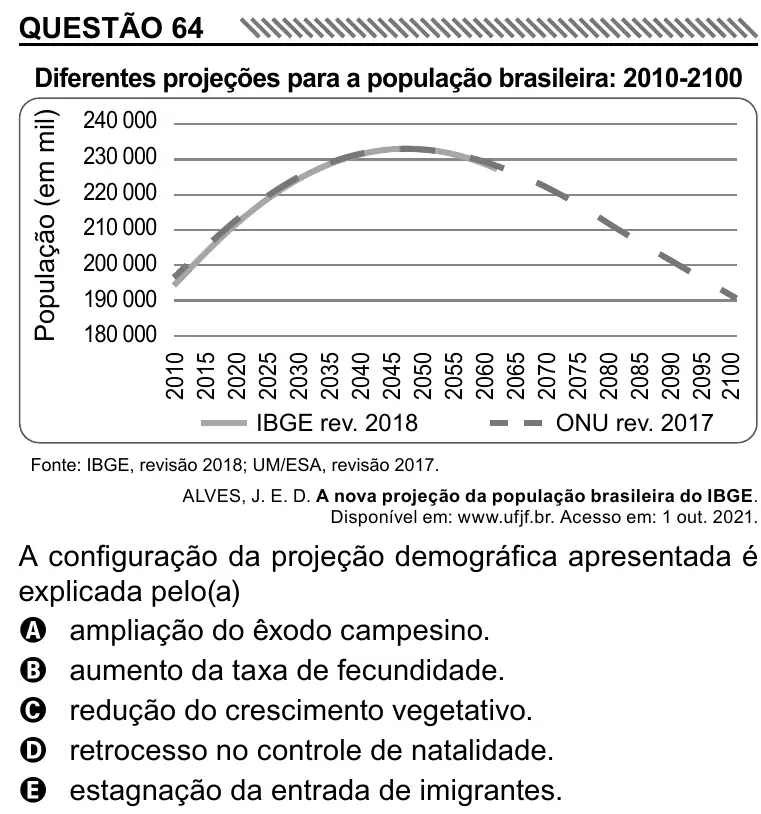 QUESTÃO 64
Diferentes projeções para a população brasileira: 2010-2100
População (em mil)
240 000
230 000
220 000
210 000
200 000
190 000
180 000
2010 2015 2020 2025 2030 2035 2040 2045 2050 2055 2060 2065 2070 2075 2080 2085 2090 2095 2100
IBGE rev. 2018 ONU rev. 2017
Fonte: IBGE, revisão 2018; UM/ESA, revisão 2017.
ALVES, J. E. D. A nova projeção da população brasileira do IBGE.
Disponível em: www.ufjf.br. Acesso em: 1 out. 2021.
A configuração da projeção demográfica apresentada é
explicada pelo(a)
A ampliação do êxodo campesino.
B aumento da taxa de fecundidade.
C redução do crescimento vegetativo.
D retrocesso no controle de natalidade.
E estagnação da entrada de imigrantes.